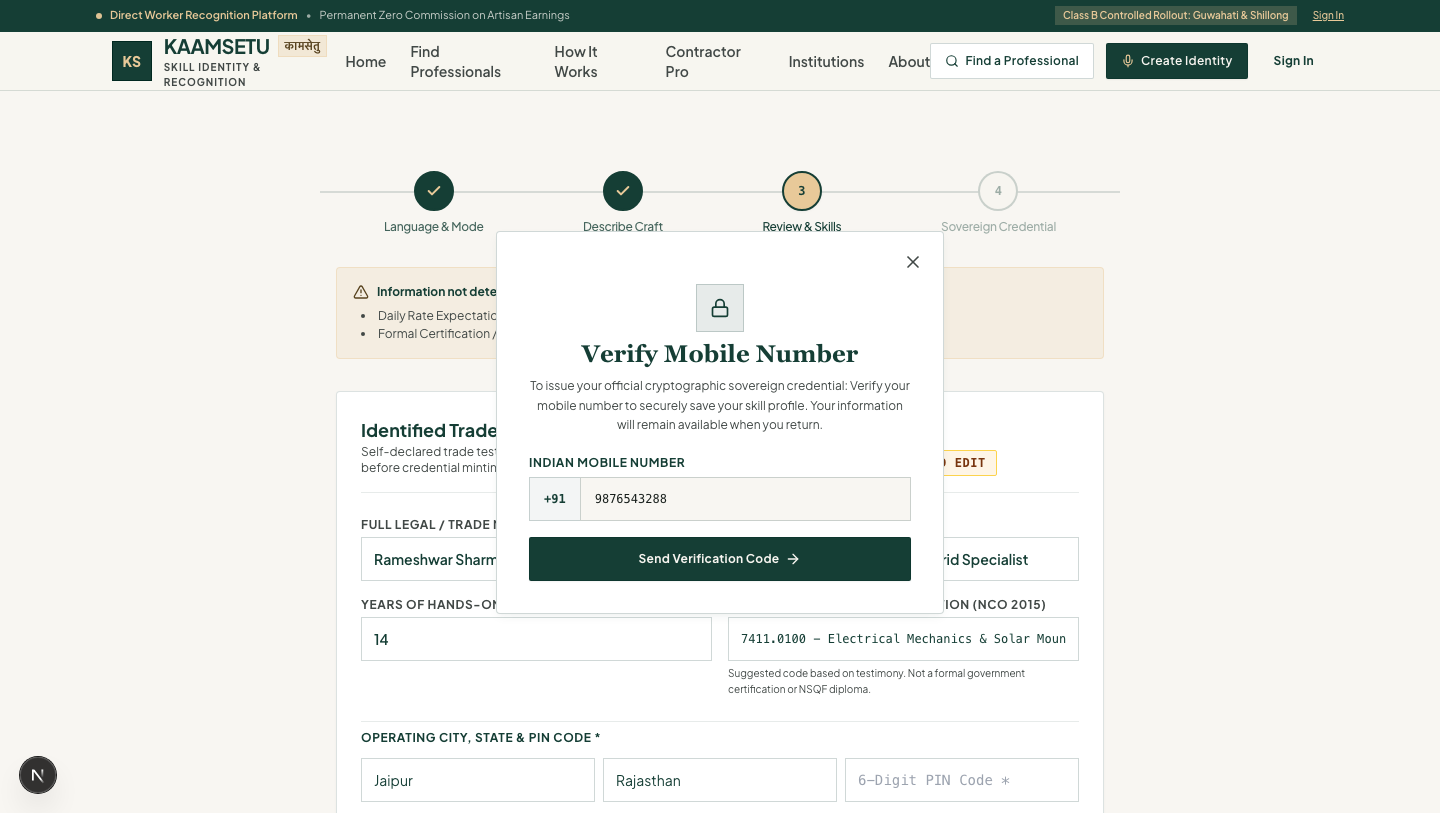 Direct Worker Recognition Platform • Permanent Zero Commission on Artisan Earnings
Class B Controlled Rollout: Guwahati & Shillong
Sign In
KS
KAAMSETU
कामसेतु
SKILL IDENTITY &
RECOGNITION
Home
Find
Professionals
How It
Works
Contractor
Pro
Institutions
About
Find a Professional
Create Identity
Sign In
3
4
Language & Mode
Describe Craft
Review & Skills
Sovereign Credential
Information not dete
Daily Rate Expectatio
Formal Certification /
Verify Mobile Number
To issue your official cryptographic sovereign credential: Verify your
mobile number to securely save your skill profile. Your information
will remain available when you return.
INDIAN MOBILE NUMBER
+91
9876543288
Send Verification Code →
Identified Trade
Self-declared trade test
before credential mintin
EDIT
FULL LEGAL / TRADE
Rameshwar Sharm
rid Specialist
YEARS OF HANDS-ON
ION (NCO 2015)
14
7411.0100 – Electrical Mechanics & Solar Moun
Suggested code based on testimony. Not a formal government
certification or NSQF diploma.
OPERATING CITY, STATE & PIN CODE *
Jaipur
Rajasthan
6-Digit PIN Code *
N